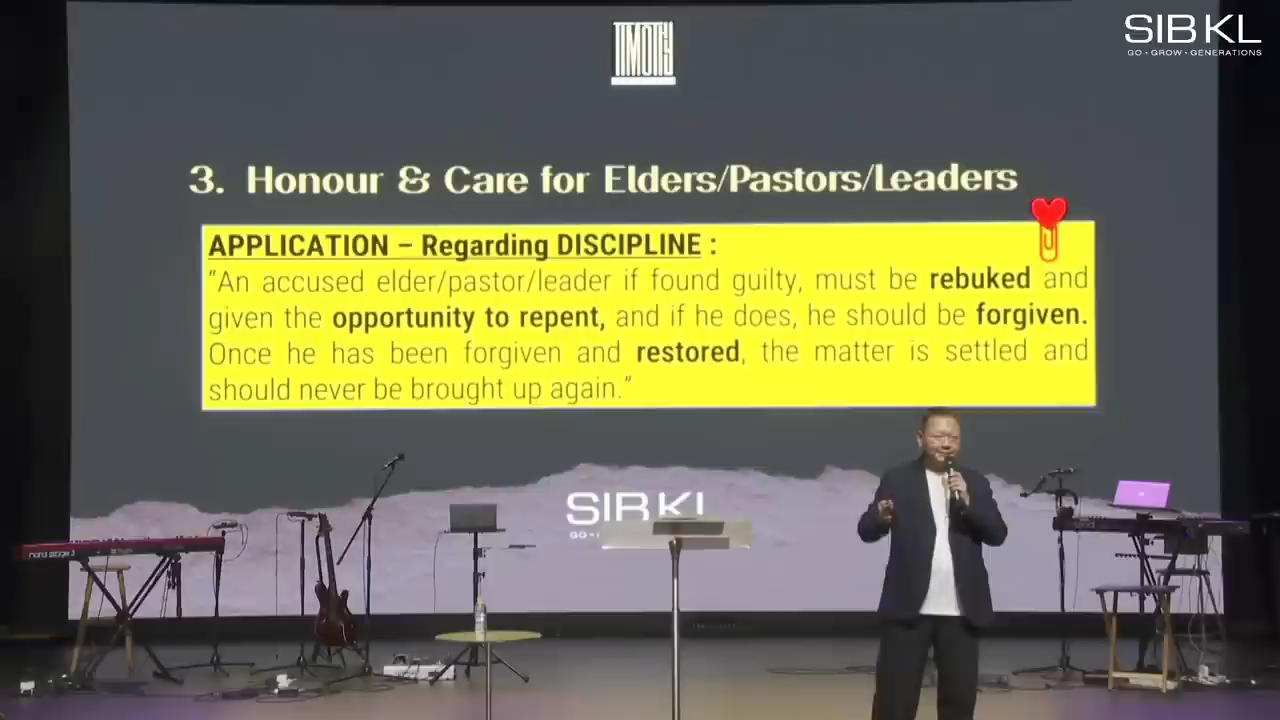 SIBKL
GO • GROW • GENERATIONS
TIMOTHY
3. Honour & Care for Elders/Pastors/Leaders
APPLICATION – Regarding DISCIPLINE :
“An accused elder/pastor/leader if found guilty, must be rebuked and
given the opportunity to repent, and if he does, he should be forgiven.
Once he has been forgiven and restored, the matter is settled and
should never be brought up again.”
SIBKL
GO •
nord stage 3